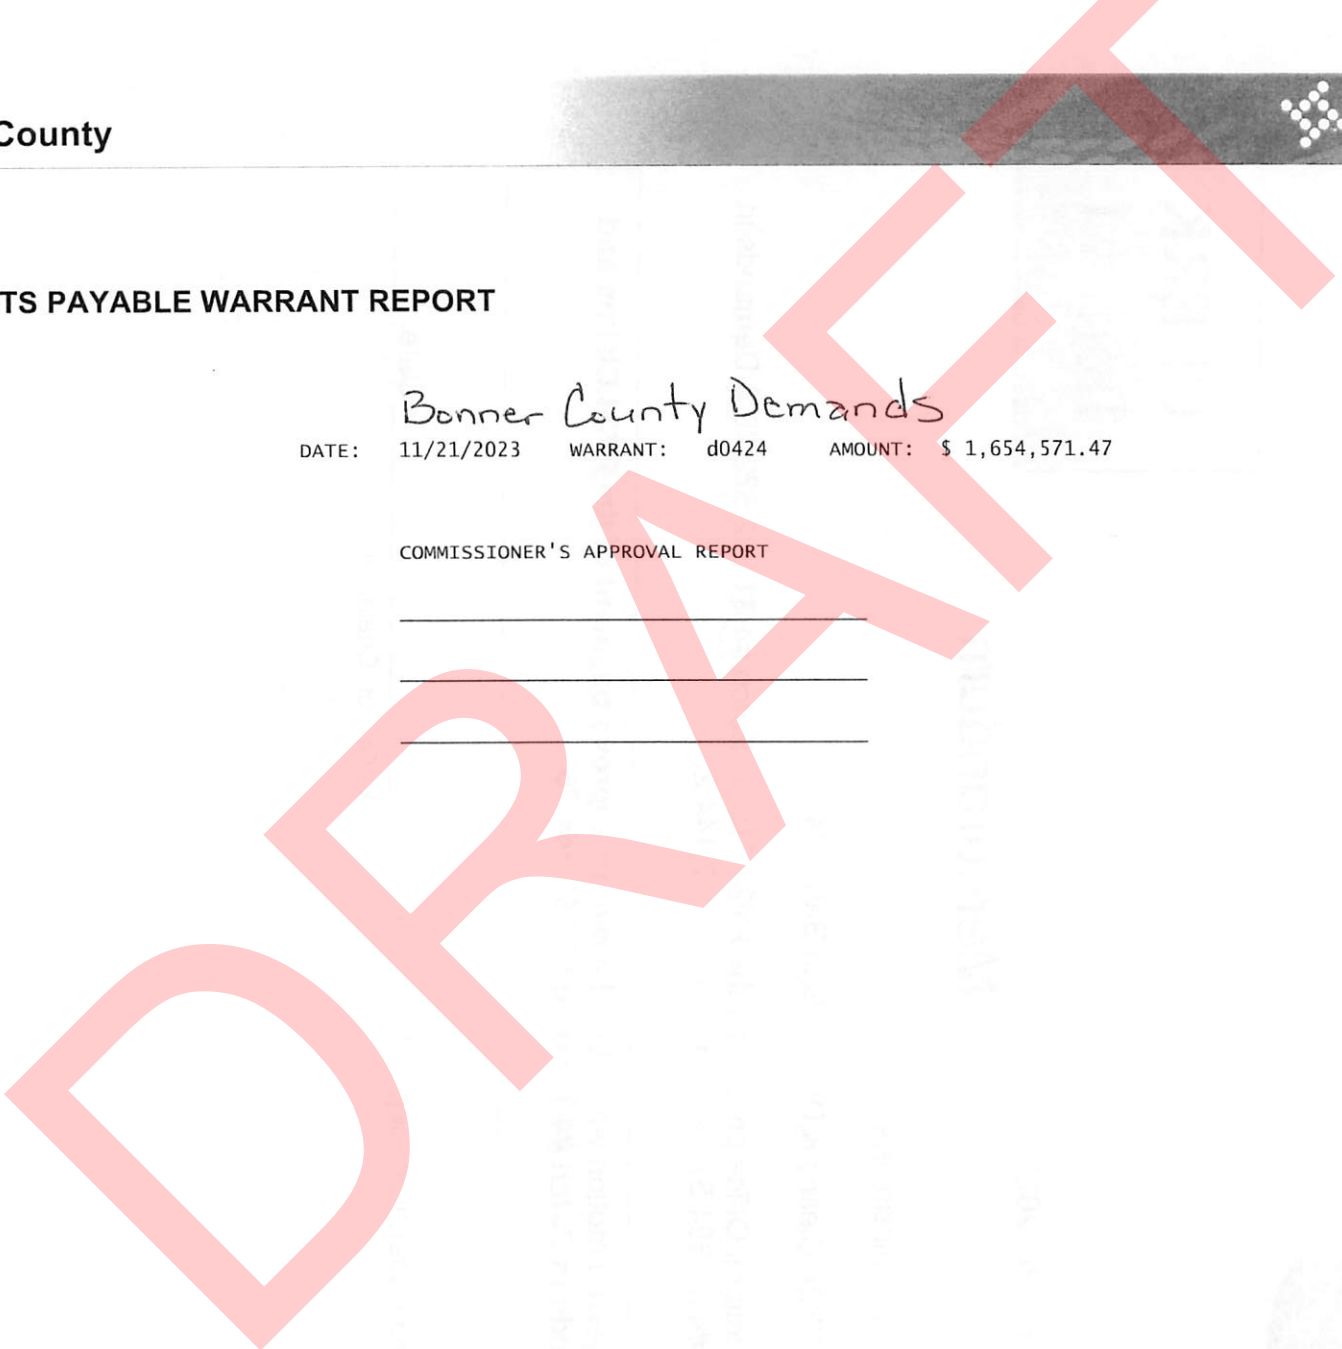 County
TS PAYABLE WARRANT REPORT
Bonner County Demands
DATE: 11/21/2023 WARRANT: d0424 AMOUNT: $ 1,654,571.47
COMMISSIONER'S APPROVAL REPORT
DRAFT